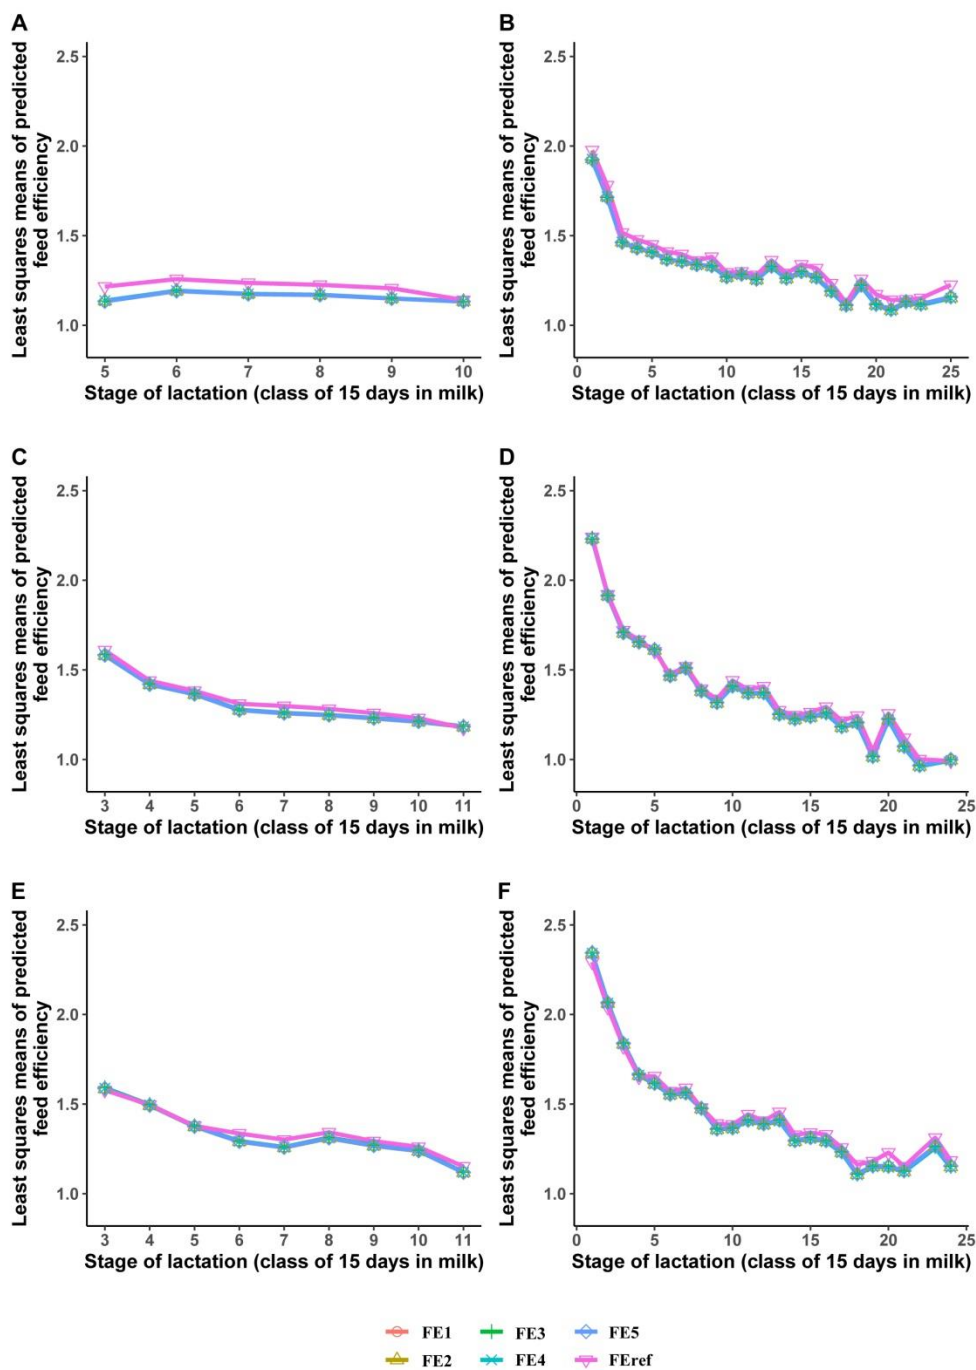 A
Least squares means of predicted
feed efficiency
2.5
2.0
1.5
1.0
5 6 7 8 9 10
Stage of lactation (class of 15 days in milk)
B
Least squares means of predicted
feed efficiency
2.5
2.0
1.5
1.0
0 5 10 15 20 25
Stage of lactation (class of 15 days in milk)
C
Least squares means of predicted
feed efficiency
2.5
2.0
1.5
1.0
3 4 5 6 7 8 9 10 11
Stage of lactation (class of 15 days in milk)
D
Least squares means of predicted
feed efficiency
2.5
2.0
1.5
1.0
0 5 10 15 20 25
Stage of lactation (class of 15 days in milk)
E
Least squares means of predicted
feed efficiency
2.5
2.0
1.5
1.0
3 4 5 6 7 8 9 10 11
Stage of lactation (class of 15 days in milk)
F
Least squares means of predicted
feed efficiency
2.5
2.0
1.5
1.0
0 5 10 15 20 25
Stage of lactation (class of 15 days in milk)
FE1 FE3 FE5
FE2 FE4 FEref